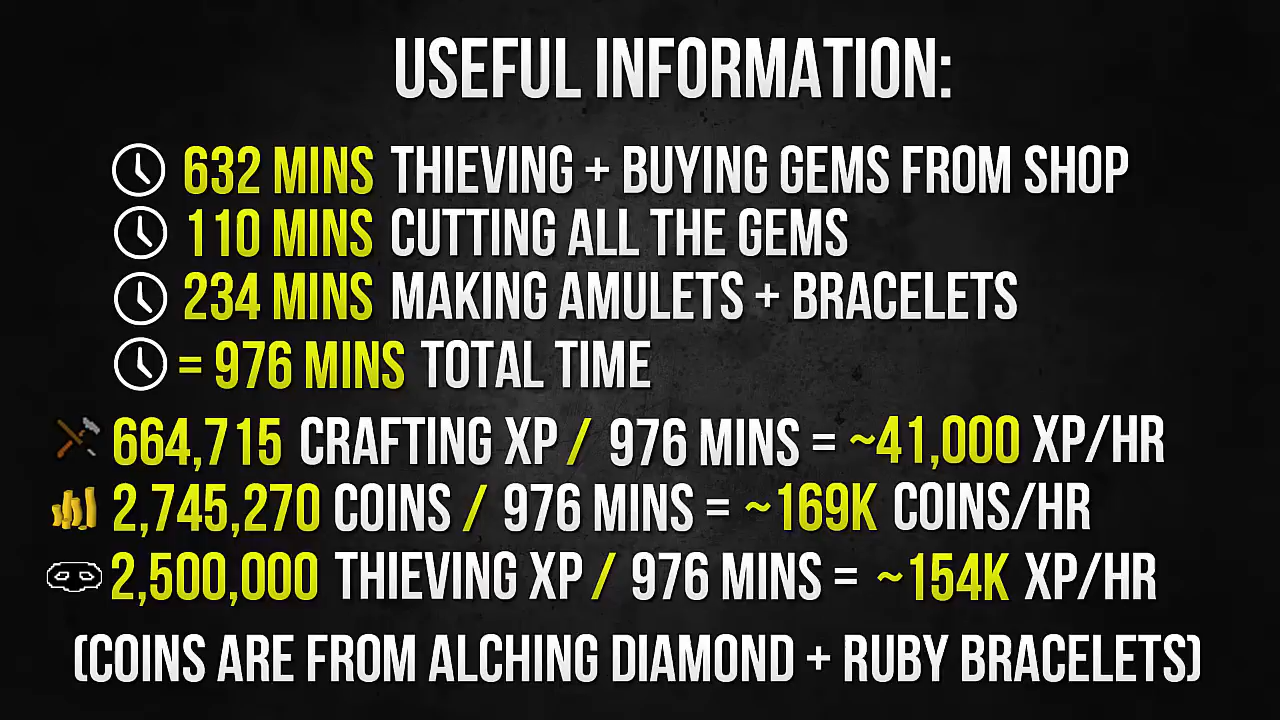 USEFUL INFORMATION:
632 MINS THIEVING + BUYING GEMS FROM SHOP
110 MINS CUTTING ALL THE GEMS
234 MINS MAKING AMULETS + BRACELETS
= 976 MINS TOTAL TIME
664,715 CRAFTING XP / 976 MINS = ~41,000 XP/HR
2,745,270 COINS / 976 MINS = ~169K COINS/HR
2,500,000 THIEVING XP / 976 MINS = ~154K XP/HR
(COINS ARE FROM ALCHING DIAMOND + RUBY BRACELETS)